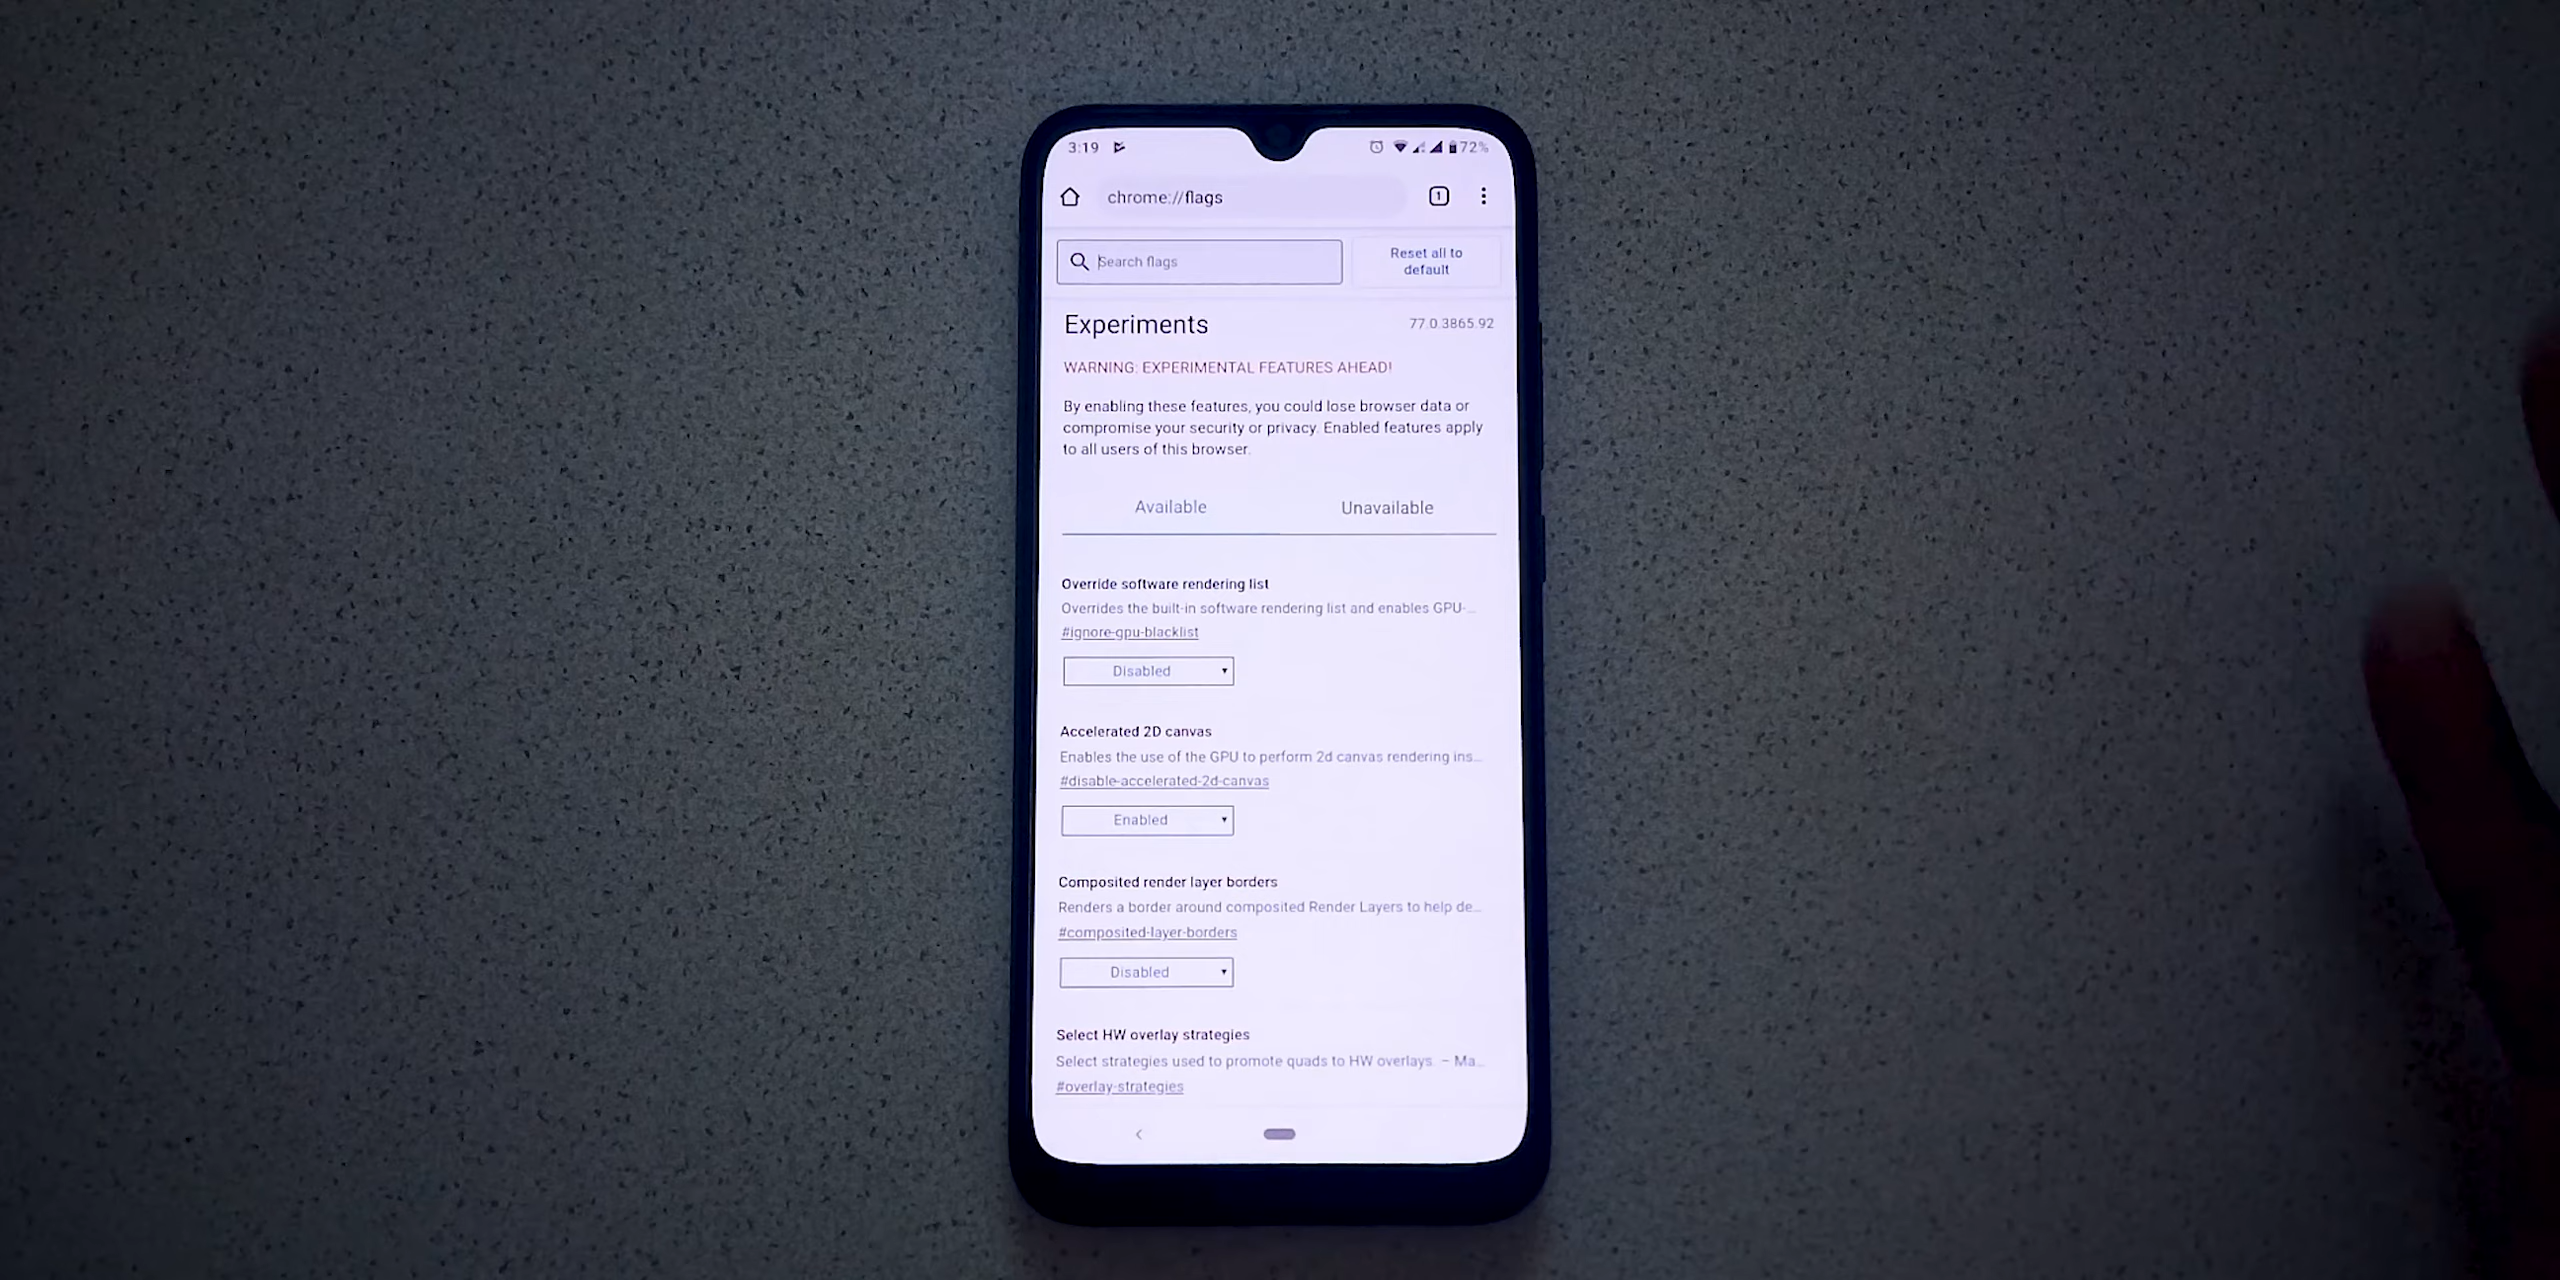 3:19
72%
chrome://flags
1
Search flags
Reset all to
default
Experiments
77.0.3865.92
WARNING: EXPERIMENTAL FEATURES AHEAD!
By enabling these features, you could lose browser data or
compromise your security or privacy. Enabled features apply
to all users of this browser.
Available
Unavailable
Override software rendering list
Overrides the built-in software rendering list and enables GPU-...
#ignore-gpu-blacklist
Disabled
Accelerated 2D canvas
Enables the use of the GPU to perform 2d canvas rendering ins...
#disable-accelerated-2d-canvas
Enabled
Composited render layer borders
Renders a border around composited Render Layers to help de...
#composited-layer-borders
Disabled
Select HW overlay strategies
Select strategies used to promote quads to HW overlays. – Ma...
#overlay-strategies